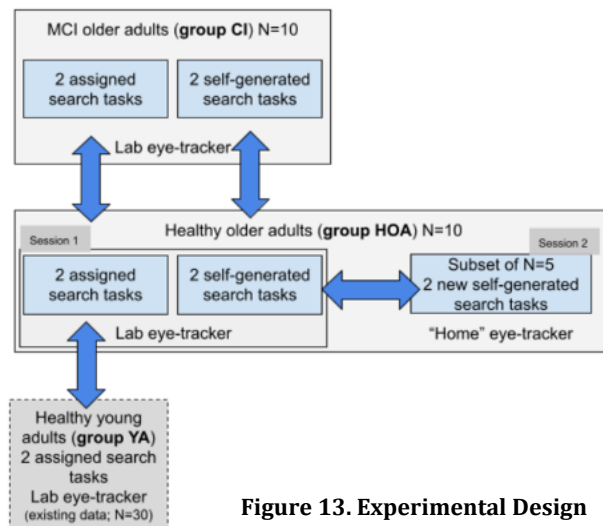 MCI older adults (group CI) N=10
2 assigned
search tasks
2 self-generated
search tasks
Lab eye-tracker
Healthy older adults (group HOA) N=10
Session 1
Session 2
2 assigned
search tasks
2 self-generated
search tasks
Lab eye-tracker
Subset of N=5
2 new self-generated
search tasks
“Home” eye-tracker
Healthy young
adults (group YA)
2 assigned search
tasks
Lab eye-tracker
(existing data; N=30)
Figure 13. Experimental Design